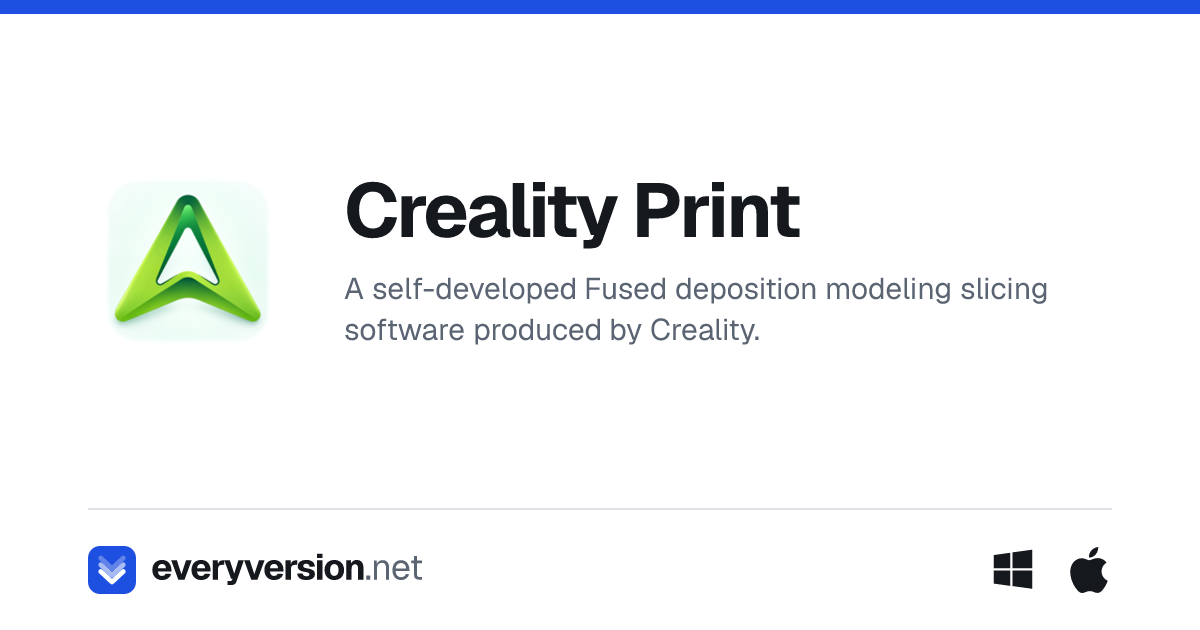 Creality Print
A self-developed Fused deposition modeling slicing
software produced by Creality.
everyversion.net